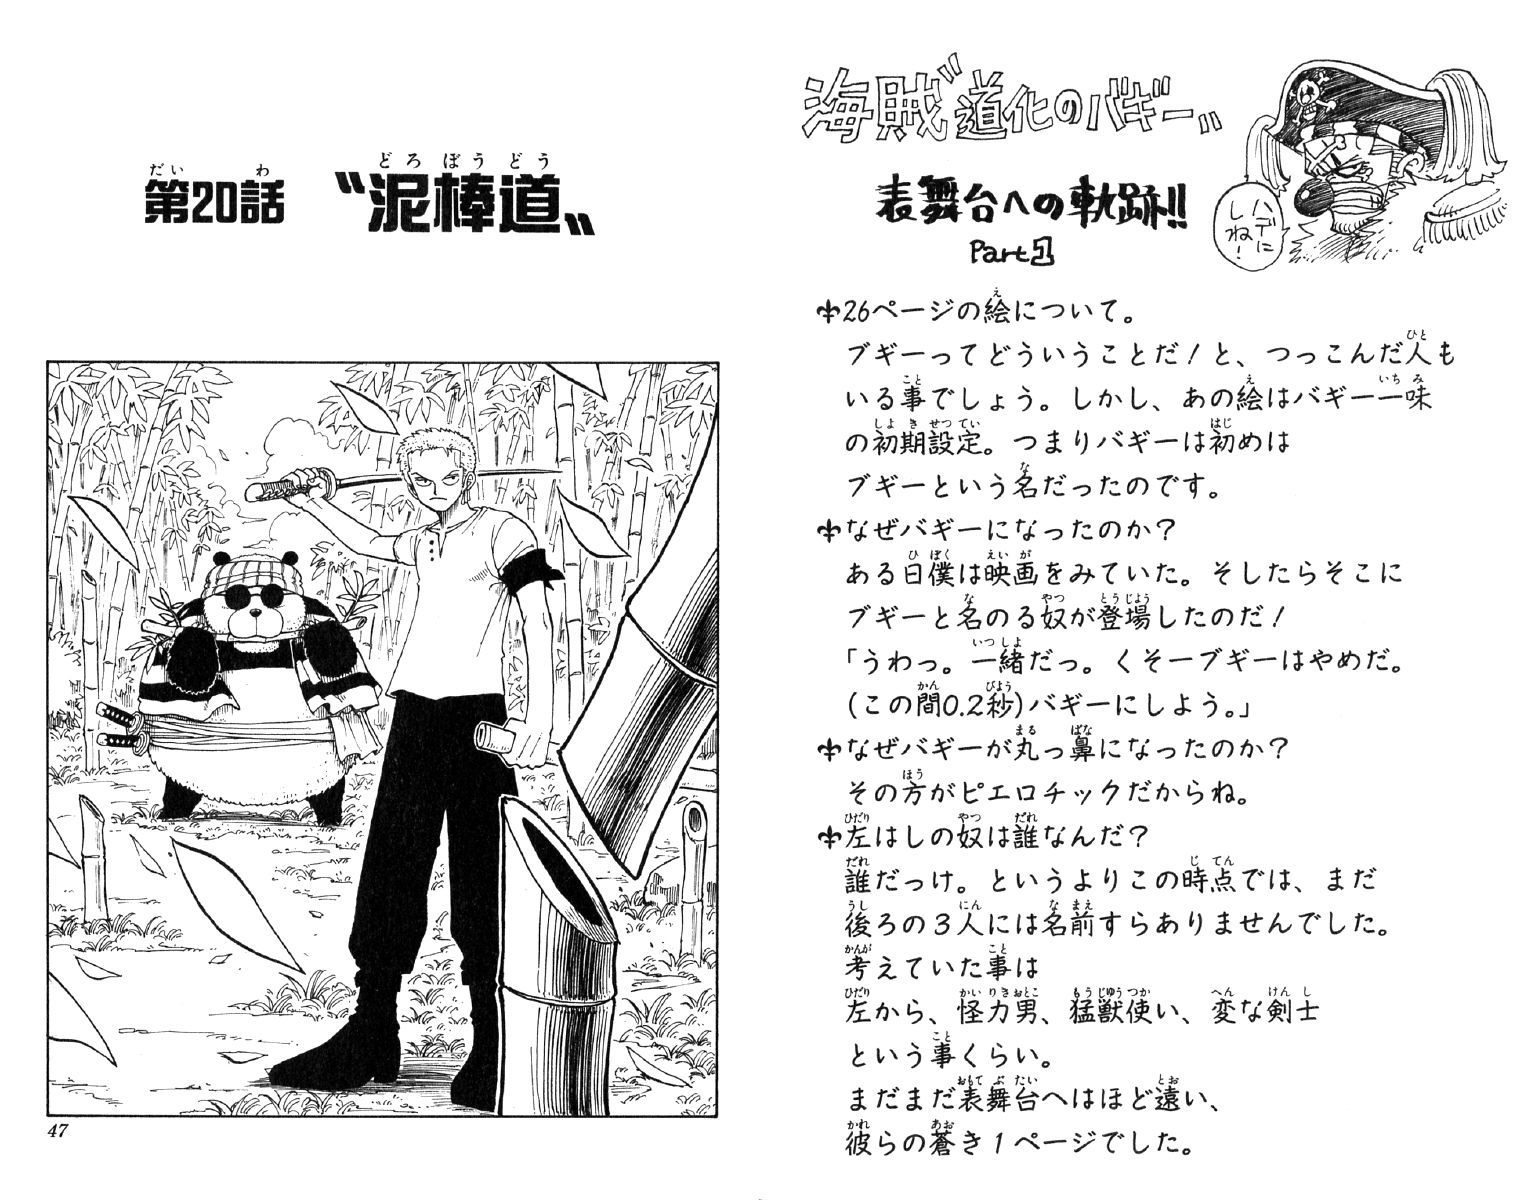 海賊〝道化のバギー〟
表舞台への軌跡!!
Part1
ハデに
しね!
26ページの絵について。
ブギーってどういうことだ!と、つっこんだ人も
いる事でしょう。しかし、あの絵はバギー一味
の初期設定。つまりバギーは初めは
ブギーという名だったのです。
なぜバギーになったのか?
ある日僕は映画をみていた。そしたらそこに
ブギーと名のる奴が登場したのだ!
「うわっ。一緒だっ。くそーブギーはやめだ。
(この間0.2秒)バギーにしよう。」
なぜバギーが丸っ鼻になったのか?
その方がピエロチックだからね。
左はしの奴は誰なんだ?
誰だっけ。というよりこの時点では、まだ
後ろの3人には名前すらありませんでした。
考えていた事は
左から、怪力男、猛獣使い、変な剣士
という事くらい。
まだまだ表舞台へはほど遠い、
彼らの蒼き1ページでした。
第20話 〝泥棒道〟
47